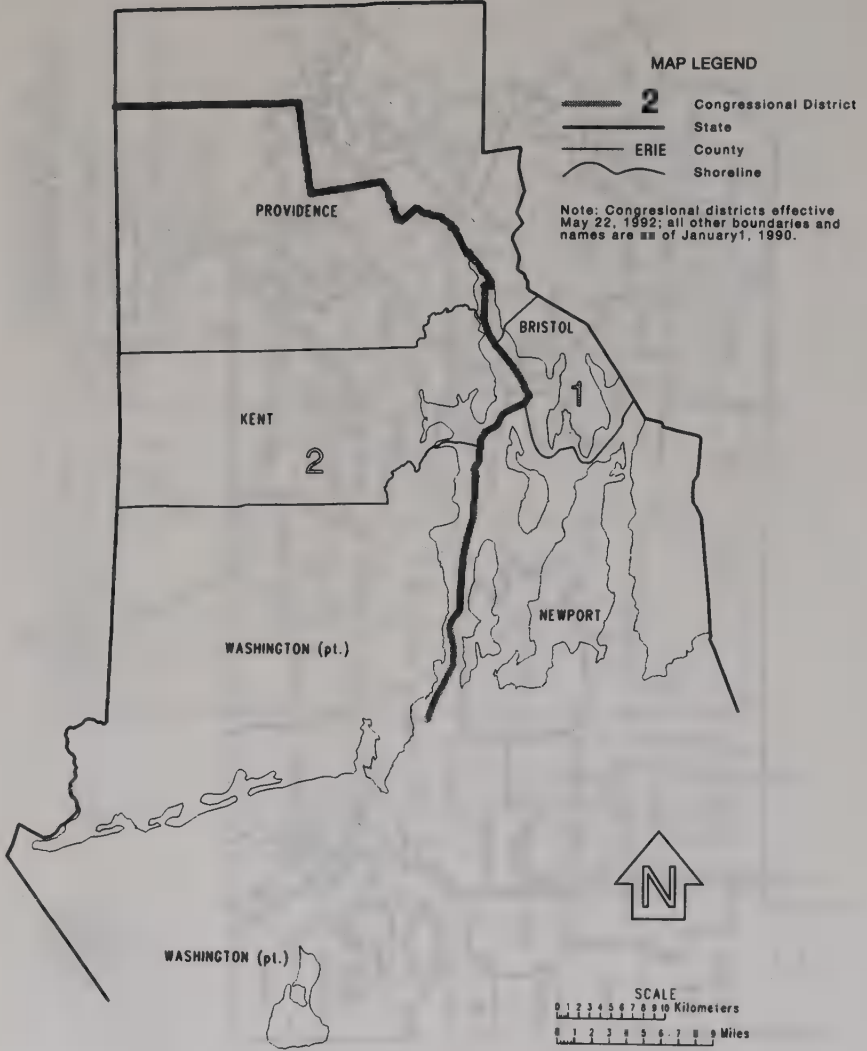 MAP LEGEND
2 Congressional District
State
ERIE County
Shoreline
Note: Congresional districts effective
May 22, 1992; all other boundaries and
names are of January1, 1990.
PROVIDENCE
BRISTOL
1
KENT
2
NEWPORT
WASHINGTON (pt.)
N
WASHINGTON (pt.)
SCALE
0 1 2 3 4 5 6 7 8 9 10 Kilometers
0 1 2 3 4 5 6 7 8 9 Miles